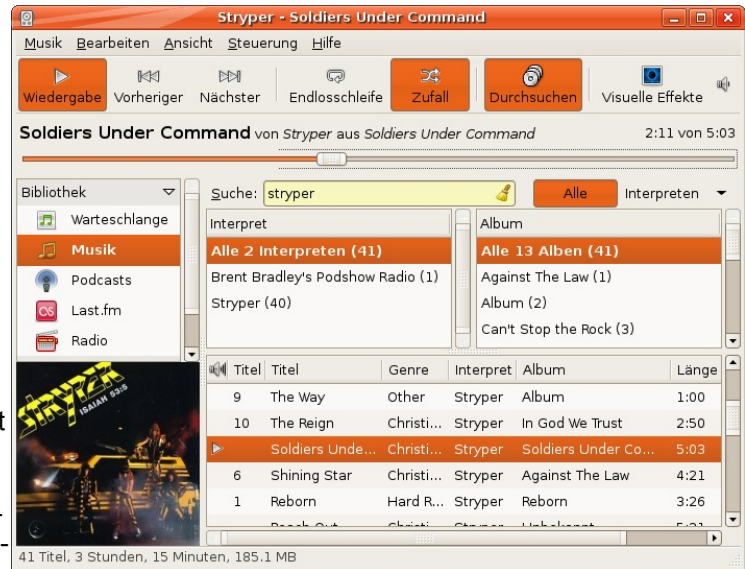 Stryper - Soldiers Under Command
Musik Bearbeiten Ansicht Steuerung Hilfe
Wiedergabe Vorheriger Nächster Endlosschleife Zufall Durchsuchen Visuelle Effekte
Soldiers Under Command von Stryper aus Soldiers Under Command 2:11 von 5:03
Bibliothek
Warteschlange
Musik
Podcasts
Last.fm
Radio
Suche: stryper Alle Interpreten
Interpret
Alle 2 Interpreten (41)
Brent Bradley's Podshow Radio (1)
Stryper (40)
Album
Alle 13 Alben (41)
Against The Law (1)
Album (2)
Can't Stop the Rock (3)
Titel Titel Genre Interpret Album Länge
9 The Way Other Stryper Album 1:00
10 The Reign Christi... Stryper In God We Trust 2:50
Soldiers Unde... Christi... Stryper Soldiers Under Co... 5:03
6 Shining Star Christi... Stryper Against The Law 4:21
1 Reborn Hard R... Stryper Reborn 3:26
STRYPER
ISAIAH 53:5
41 Titel, 3 Stunden, 15 Minuten, 185.1 MB